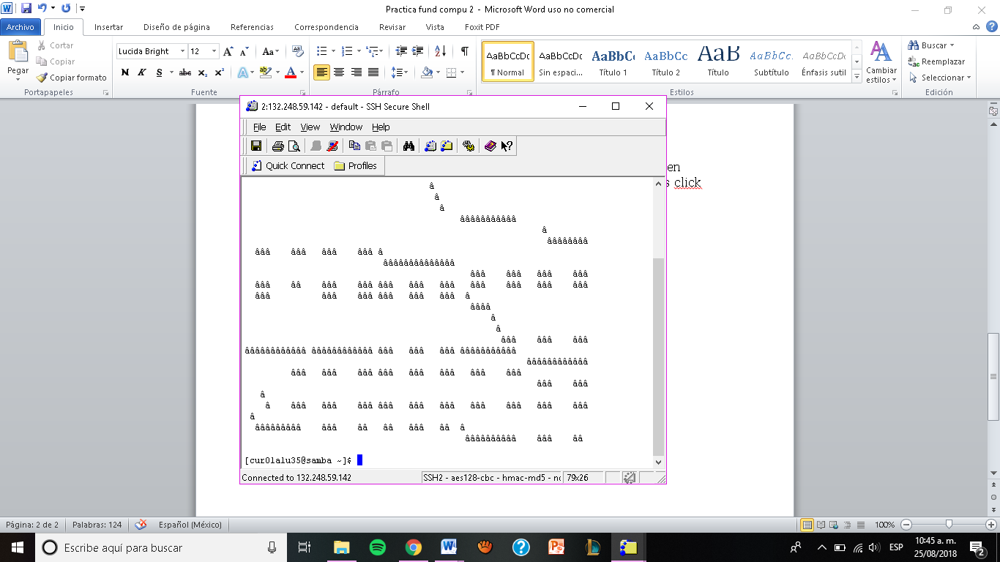 Practica fund compu 2 - Microsoft Word uso no comercial
Archivo Inicio Insertar Diseño de página Referencias Correspondencia Revisar Vista Foxit PDF
Pegar
Cortar
Copiar
Copiar formato
Portapapeles
Lucida Bright 12
N K S abc x₂ x²
Fuente
Párrafo
AaBbCcDc AaBbCcDc AaBbCc AaBbCc AaB AaBbCc. AaBbCcDc
¶ Normal Sin espaci... Título 1 Título 2 Título Subtítulo Énfasis sutil
Cambiar estilos
Estilos
Buscar
Reemplazar
Seleccionar
Edición
en
s click
2:132.248.59.142 - default - SSH Secure Shell
File Edit View Window Help
Quick Connect Profiles
â
â
â
âââââââââââ
â
ââââââââ
âââ âââ âââ âââ â
ââââââââââââââ
âââ âââ âââ âââ
âââ ââ âââ âââ âââ âââ âââ âââ âââ âââ âââ
âââ âââ âââ âââ âââ âââ â
ââââ
â
â
âââ âââ âââ
ââââââââââââ ââââââââââââ âââ âââ âââ âââââââââââ
ââââââââââââ
âââ âââ âââ âââ âââ âââ âââ âââ
âââ âââ
â
â âââ âââ âââ âââ âââ âââ âââ âââ âââ âââ
â
âââââââââ âââ ââ ââ âââ ââ â
ââââââââââ âââ ââ
[cur0lalu35@samba ~]$
Connected to 132.248.59.142 SSH2 - aes128-cbc - hmac-md5 - nc 79x26
Página: 2 de 2 Palabras: 124 Español (México) 100%
Escribe aquí para buscar
ESP
10:45 a. m.
25/08/2018
2